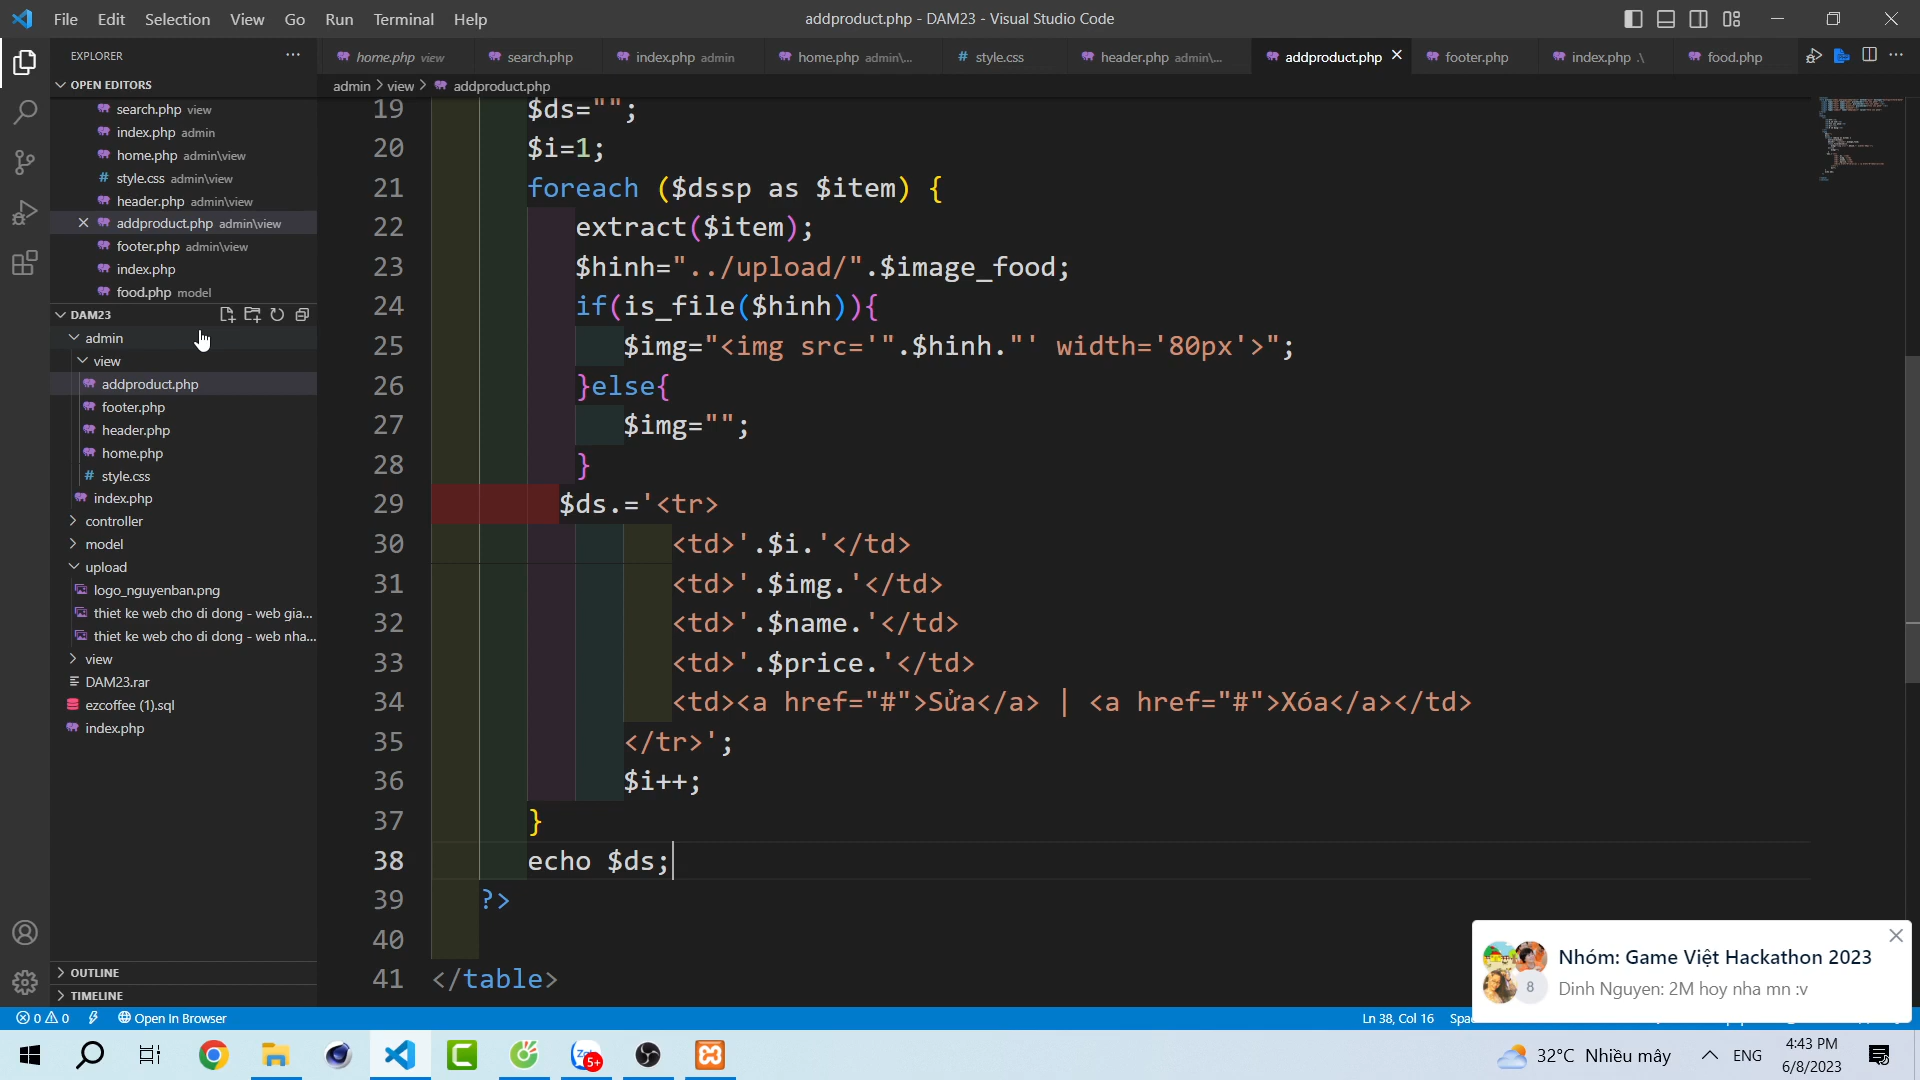 File Edit Selection View Go Run Terminal Help
addproduct.php - DAM23 - Visual Studio Code
EXPLORER
home.php view search.php index.php admin home.php admin\... # style.css header.php admin\... addproduct.php footer.php index.php .\ food.php
OPEN EDITORS
admin > view > addproduct.php
search.php view
index.php admin
home.php admin\view
# style.css admin\view
header.php admin\view
addproduct.php admin\view
footer.php admin\view
index.php
food.php model
DAM23
admin
view
addproduct.php
footer.php
header.php
home.php
# style.css
index.php
controller
model
upload
logo_nguyenban.png
thiet ke web cho di dong - web gia...
thiet ke web cho di dong - web nha...
view
DAM23.rar
ezcoffee (1).sql
index.php
OUTLINE
TIMELINE
19 $ds="";
20 $i=1;
21 foreach ($dssp as $item) {
22 extract($item);
23 $hinh="../upload/".$image_food;
24 if(is_file($hinh)){
25 $img="<img src='".$hinh."' width='80px'>";
26 }else{
27 $img="";
28 }
29 $ds.='<tr>
30 <td>'.$i.'</td>
31 <td>'.$img.'</td>
32 <td>'.$name.'</td>
33 <td>'.$price.'</td>
34 <td><a href="#">Sửa</a> | <a href="#">Xóa</a></td>
35 </tr>';
36 $i++;
37 }
38 echo $ds;
39 ?>
40
41 </table>
Nhóm: Game Việt Hackathon 2023
8
Dinh Nguyen: 2M hoy nha mn :v
0 0 Open In Browser
Ln 38, Col 16
5+
32°C Nhiều mây
ENG
4:43 PM
6/8/2023